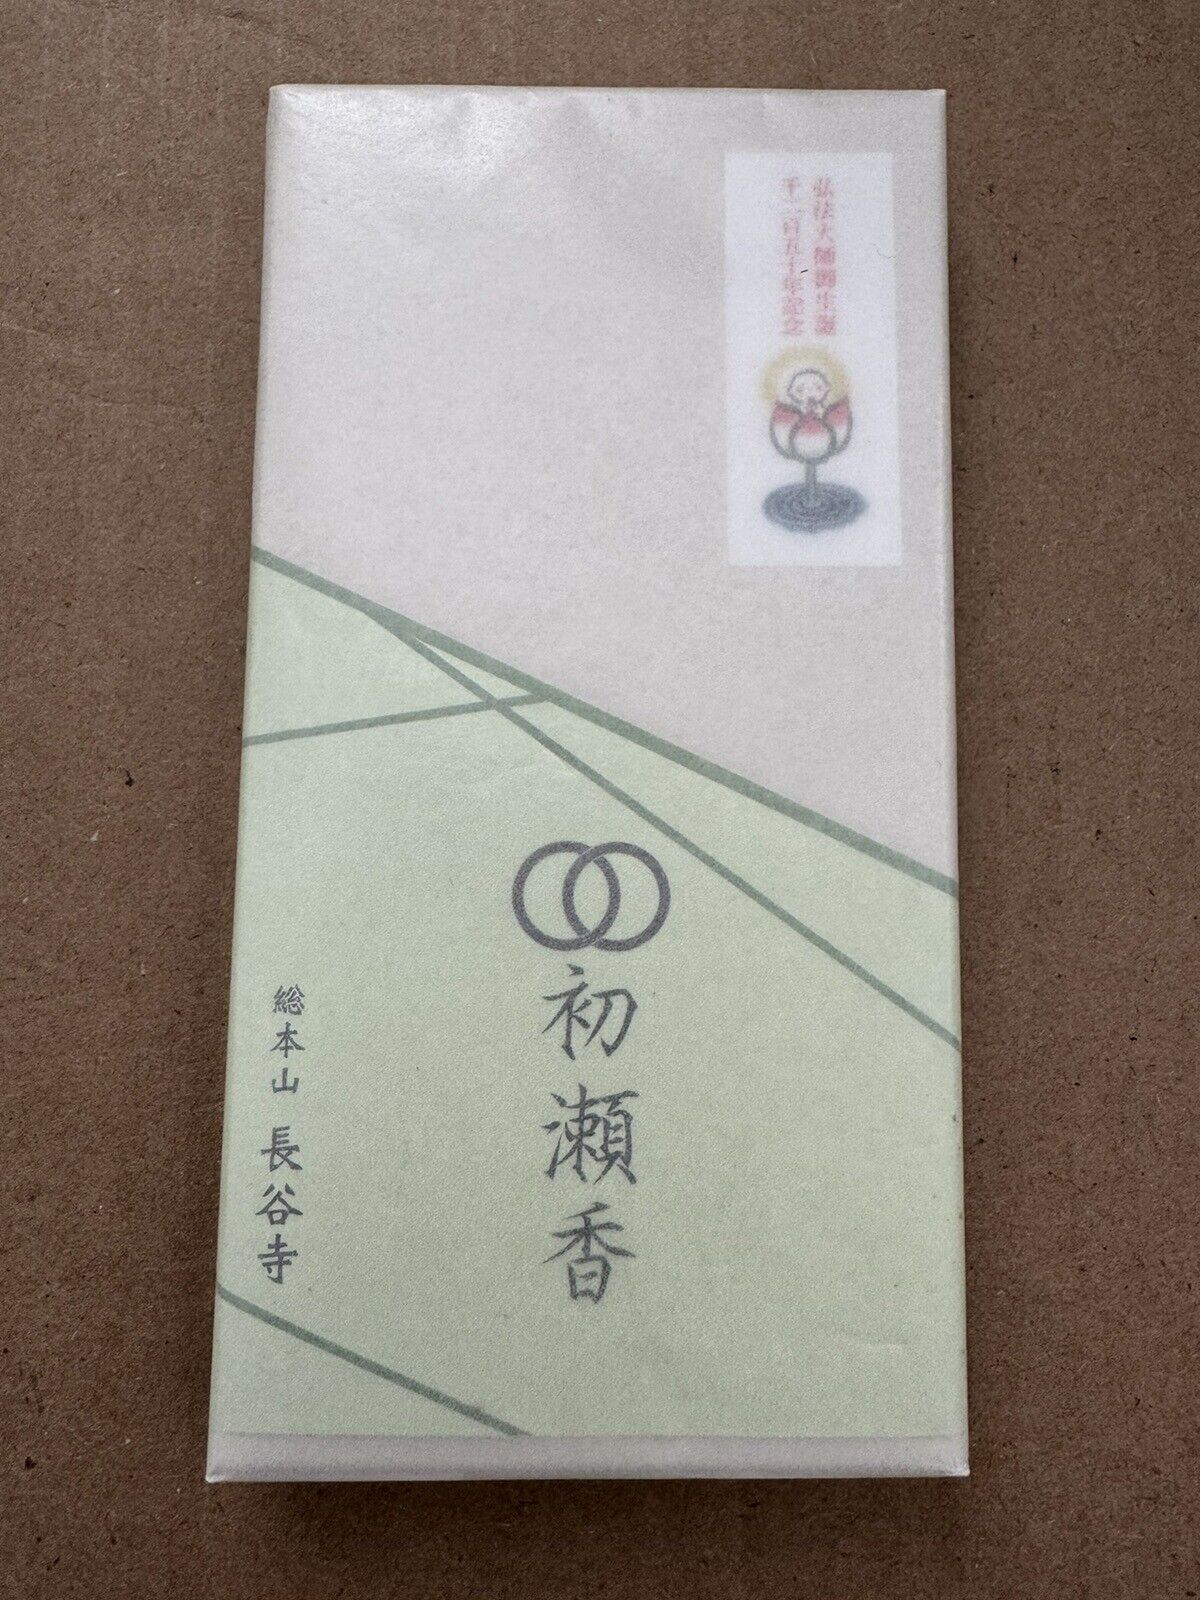 弘法大師御生誕
千二百五十年記念
初瀬香
総本山 長谷寺